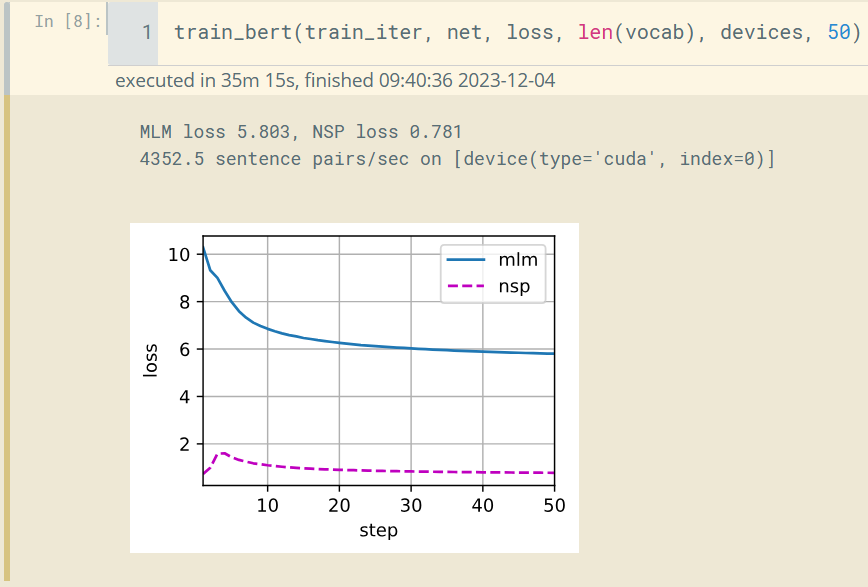 In [8]:
1 train_bert(train_iter, net, loss, len(vocab), devices, 50)
executed in 35m 15s, finished 09:40:36 2023-12-04
MLM loss 5.803, NSP loss 0.781
4352.5 sentence pairs/sec on [device(type='cuda', index=0)]
10
8
6
4
2
loss
mlm
nsp
10 20 30 40 50
step